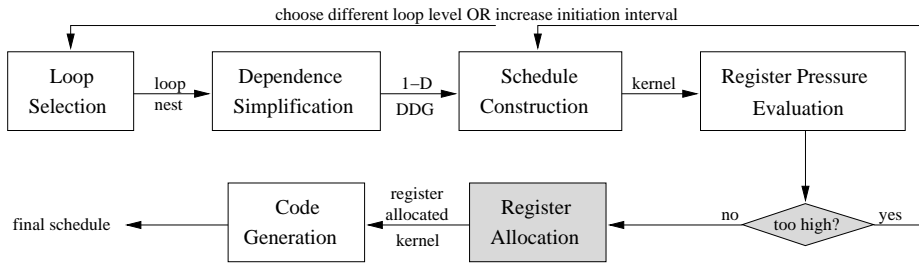 choose different loop level OR increase initiation interval
Loop
Selection
loop
nest
Dependence
Simplification
1-D
DDG
Schedule
Construction
kernel
Register Pressure
Evaluation
final schedule
Code
Generation
register
allocated
kernel
Register
Allocation
no
too high?
yes